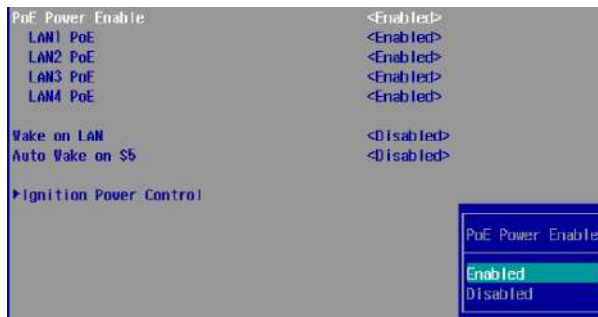 PoE Power Enable <Enabled>
LAN1 PoE <Enabled>
LAN2 PoE <Enabled>
LAN3 PoE <Enabled>
LAN4 PoE <Enabled>
Wake on LAN <Disabled>
Auto Wake on S5 <Disabled>
▶Ignition Power Control
PoE Power Enable
Enabled
Disabled